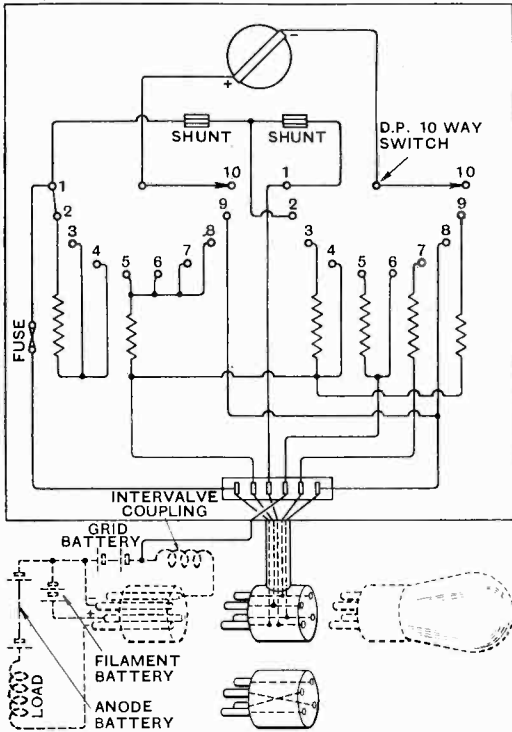 -
+
SHUNT
SHUNT
D.P. 10 WAY
SWITCH
1
10
1
10
2
9
2
9
3
8
3
8
4
7
4
7
5
6
5
6
FUSE
INTERVALVE
COUPLING
GRID
BATTERY
-
+
FILAMENT
BATTERY
LOAD
ANODE
BATTERY